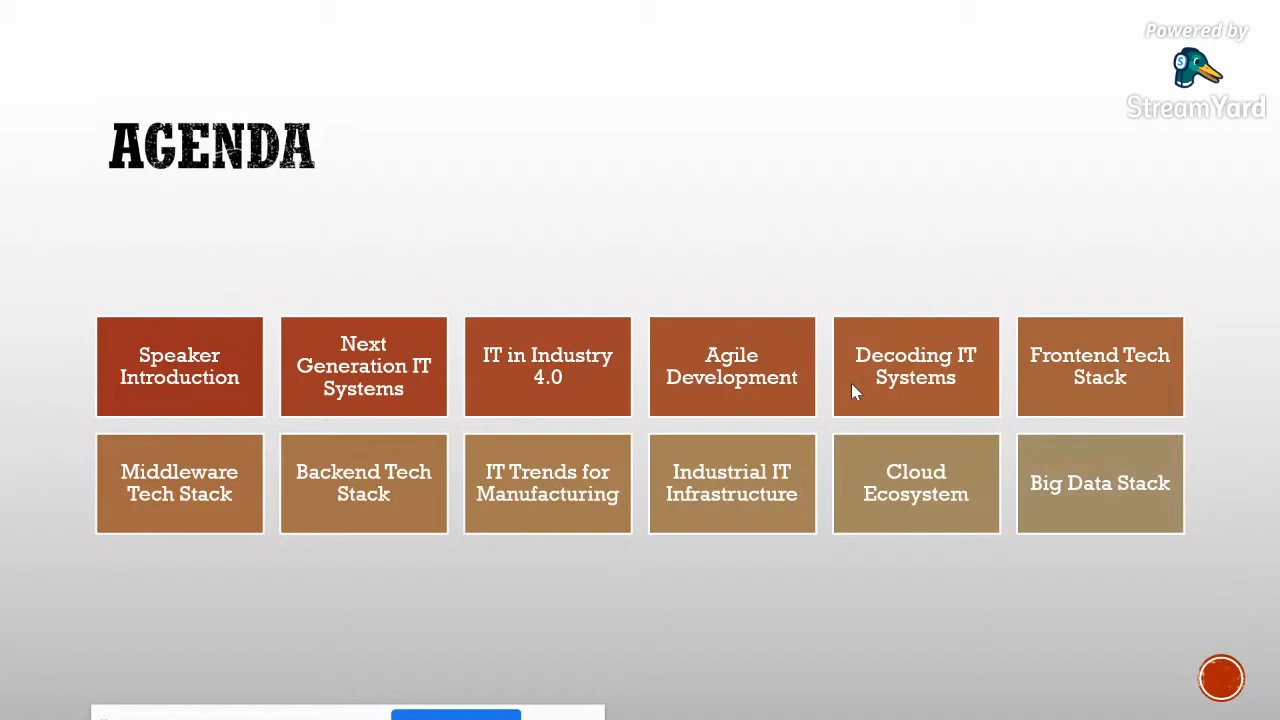 Powered by
StreamYard
AGENDA
Speaker
Introduction
Next
Generation IT
Systems
IT in Industry
4.0
Agile
Development
Decoding IT
Systems
Frontend Tech
Stack
Middleware
Tech Stack
Backend Tech
Stack
IT Trends for
Manufacturing
Industrial IT
Infrastructure
Cloud
Ecosystem
Big Data Stack